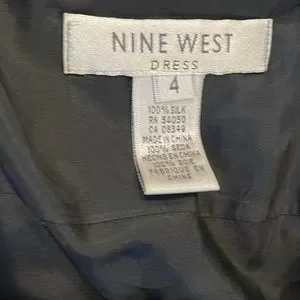 NINE WEST
DRESS
4
100% SILK
RN 54050
CA 08349
MADE IN CHINA
100% SEDA
HECHO EN CHINA
100% SOIE
FABRIQUÉ EN
CHINE